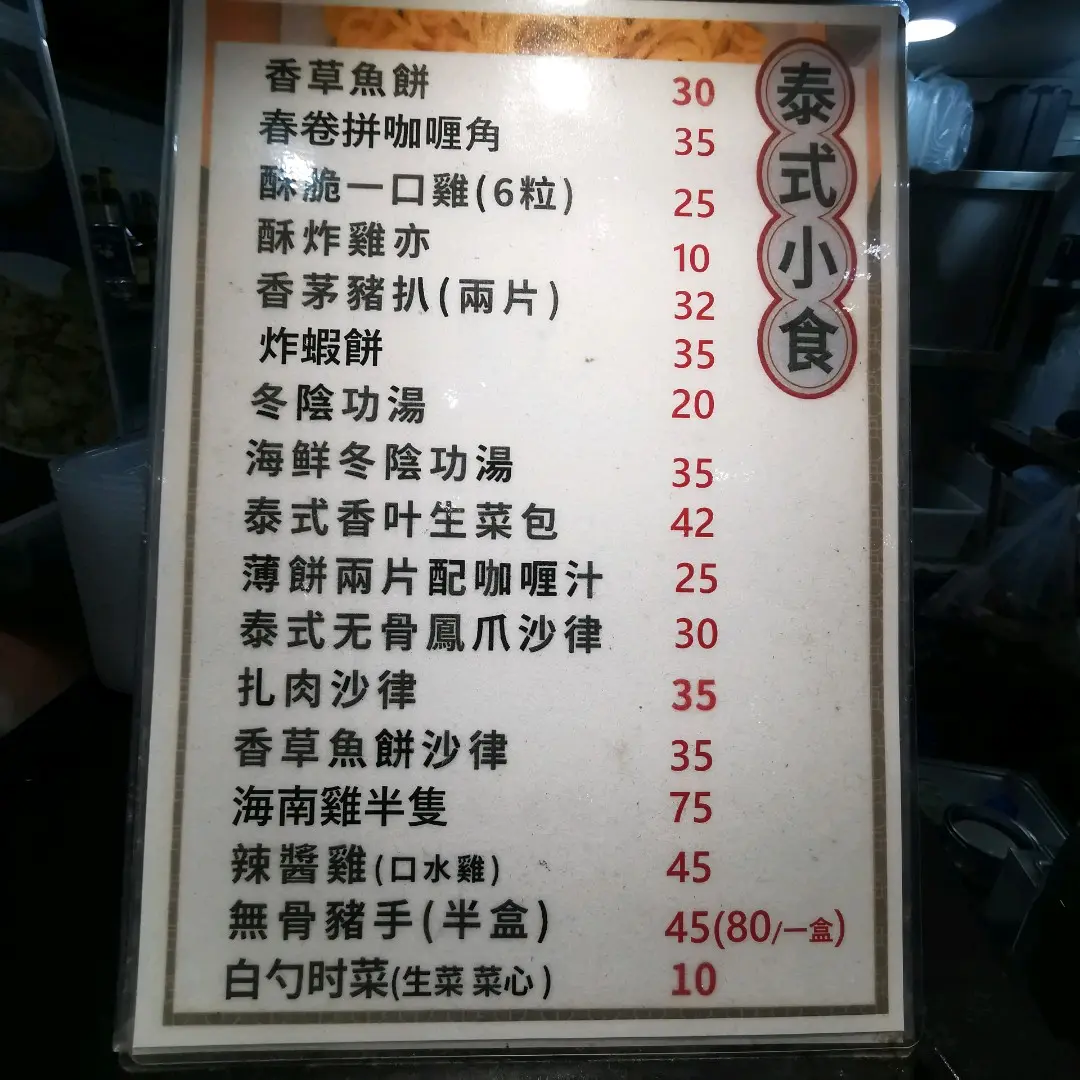 泰式小食
香草魚餅 30
春卷拼咖喱角 35
酥脆一口雞(6粒) 25
酥炸雞亦 10
香茅豬扒(兩片) 32
炸蝦餅 35
冬陰功湯 20
海鲜冬陰功湯 35
泰式香叶生菜包 42
薄餅兩片配咖喱汁 25
泰式无骨鳳爪沙律 30
扎肉沙律 35
香草魚餅沙律 35
海南雞半隻 75
辣醬雞(口水雞) 45
無骨豬手(半盒) 45(80/一盒)
白勺时菜(生菜 菜心) 10